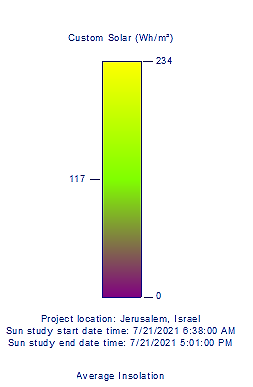 Custom Solar (Wh/m²)
234
117
0
Project location: Jerusalem, Israel
Sun study start date time: 7/21/2021 6:38:00 AM
Sun study end date time: 7/21/2021 5:01:00 PM
Average Insolation